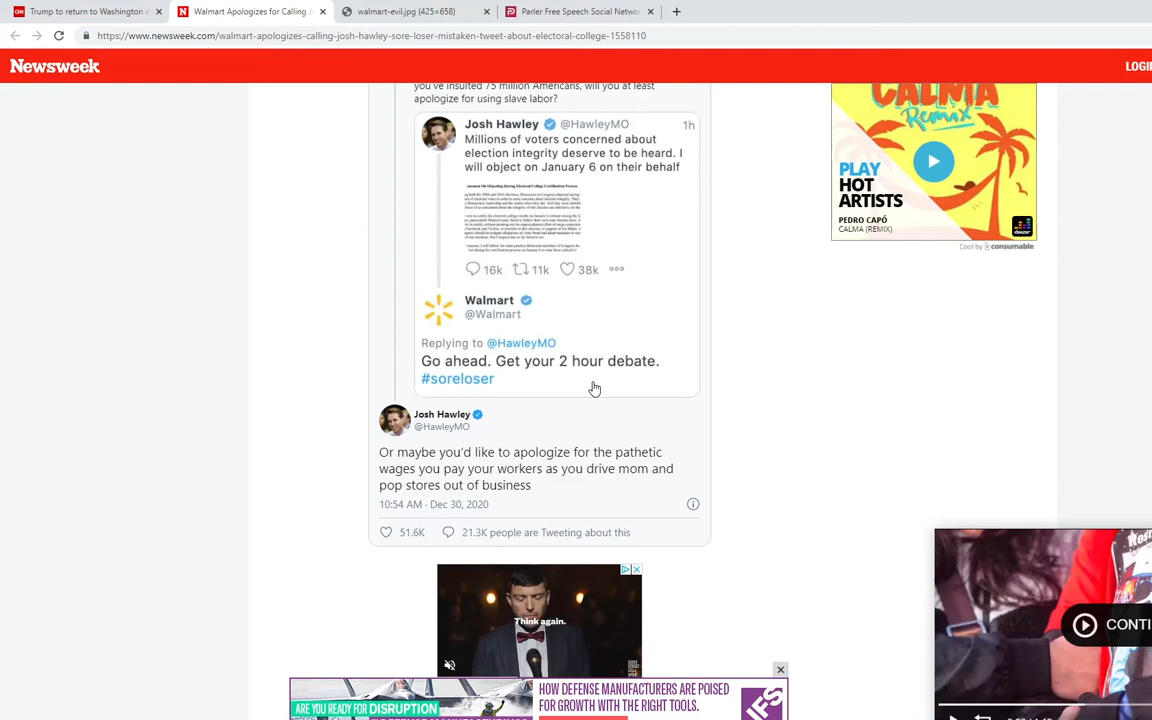 Trump to return to Washington e
Walmart Apologizes for Calling J
walmart-evil.jpg (425×658)
Parler Free Speech Social Netwo
https://www.newsweek.com/walmart-apologizes-calling-josh-hawley-sore-loser-mistaken-tweet-about-electoral-college-1558110
Newsweek
LOGI
you've insulted 75 million Americans, will you at least
apologize for using slave labor?
Josh Hawley @HawleyMO 1h
Millions of voters concerned about
election integrity deserve to be heard. I
will object on January 6 on their behalf
16k 11k 38k
Walmart
@Walmart
Replying to @HawleyMO
Go ahead. Get your 2 hour debate.
#soreloser
Josh Hawley
@HawleyMO
Or maybe you'd like to apologize for the pathetic
wages you pay your workers as you drive mom and
pop stores out of business
10:54 AM · Dec 30, 2020
51.6K 21.3K people are Tweeting about this
CALMA
Remix
PLAY
HOT
ARTISTS
PEDRO CAPÓ
CALMA (REMIX)
deezer
Cool by consumable
Think again.
CONTI
ARE YOU READY FOR DISRUPTION
HOW DEFENSE MANUFACTURERS ARE POISED
FOR GROWTH WITH THE RIGHT TOOLS.
IFS